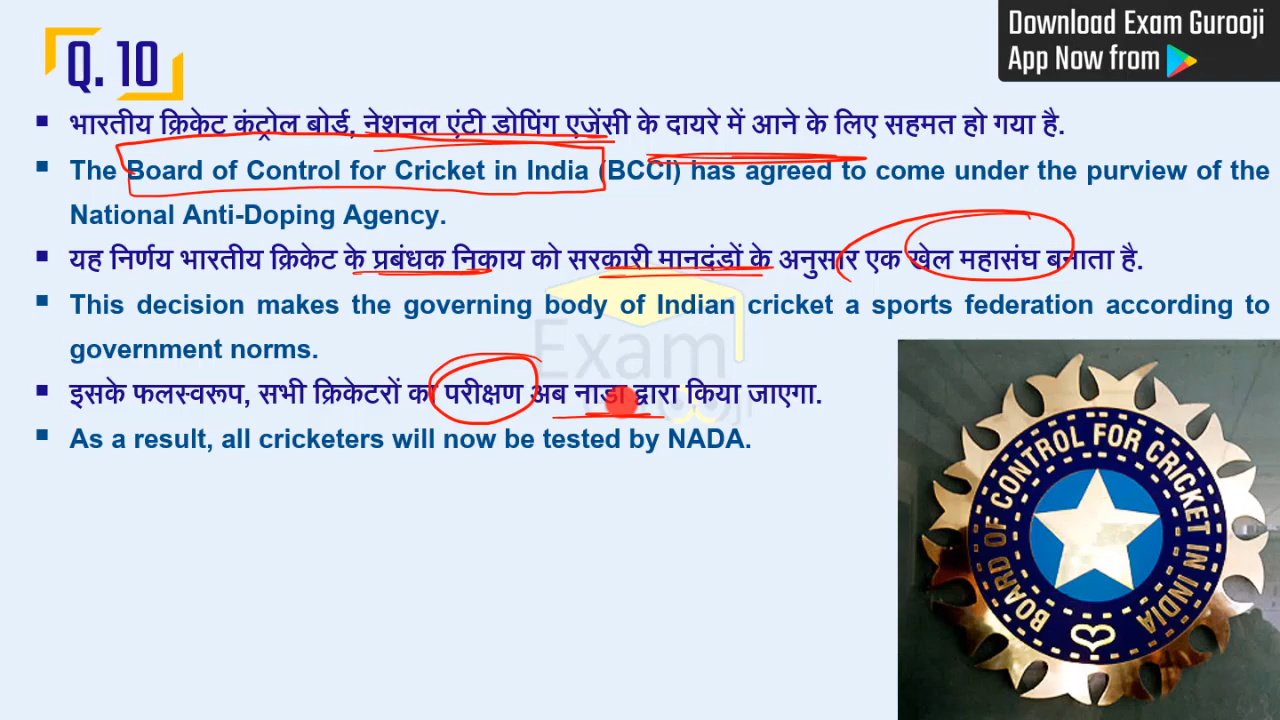 Download Exam Gurooji
App Now from
Q. 10
भारतीय क्रिकेट कंट्रोल बोर्ड, नेशनल एंटी डोपिंग एजेंसी के दायरे में आने के लिए सहमत हो गया है.
The Board of Control for Cricket in India (BCCI) has agreed to come under the purview of the
National Anti-Doping Agency.
यह निर्णय भारतीय क्रिकेट के प्रबंधक निकाय को सरकारी मानदंडों के अनुसार एक खेल महासंघ बनाता है.
This decision makes the governing body of Indian cricket a sports federation according to
government norms.
इसके फलस्वरूप, सभी क्रिकेटरों का परीक्षण अब नाडा द्वारा किया जाएगा.
As a result, all cricketers will now be tested by NADA.
Exam
BOARD OF CONTROL FOR CRICKET IN INDIA